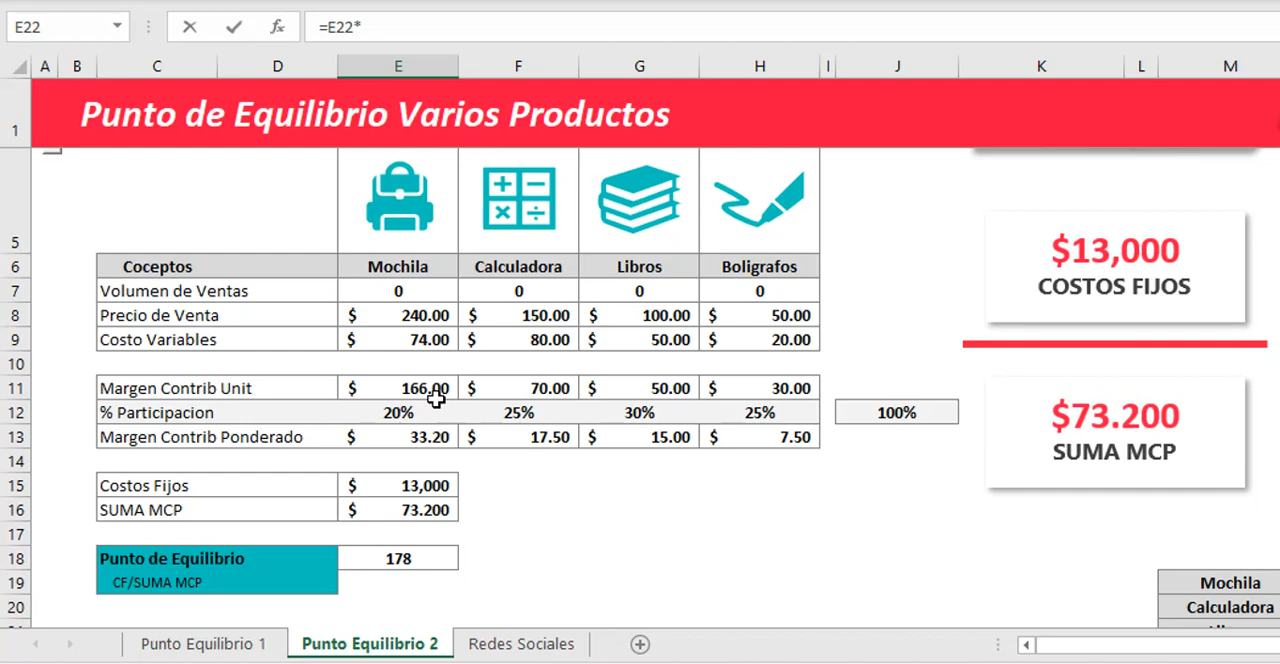 E22 fx =E22*
A B C D E F G H I J K L M
1 Punto de Equilibrio Varios Productos
5
6 Coceptos Mochila Calculadora Libros Boligrafos
7 Volumen de Ventas 0 0 0 0
8 Precio de Venta $ 240.00 $ 150.00 $ 100.00 $ 50.00
9 Costo Variables $ 74.00 $ 80.00 $ 50.00 $ 20.00
10
11 Margen Contrib Unit $ 166.00 $ 70.00 $ 50.00 $ 30.00
12 % Participacion 20% 25% 30% 25% 100%
13 Margen Contrib Ponderado $ 33.20 $ 17.50 $ 15.00 $ 7.50
14
15 Costos Fijos $ 13,000
16 SUMA MCP $ 73.200
17
18 Punto de Equilibrio 178
19 CF/SUMA MCP Mochila
20 Calculadora
$13,000
COSTOS FIJOS
$73.200
SUMA MCP
Punto Equilibrio 1 Punto Equilibrio 2 Redes Sociales